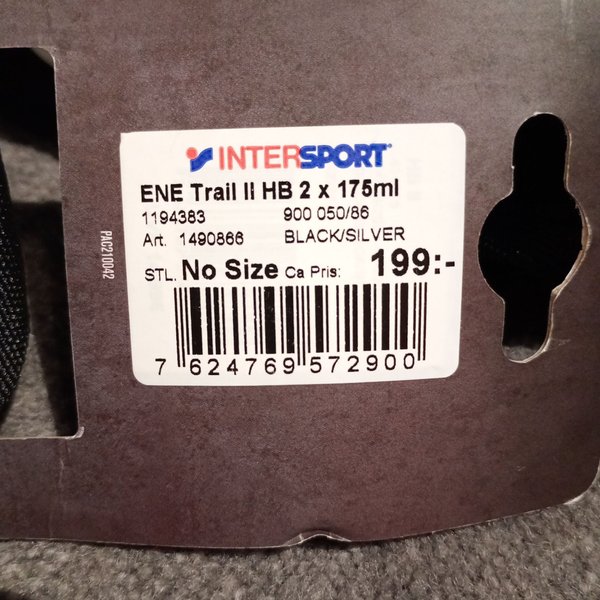 INTERSPORT
ENE Trail II HB 2 x 175ml
1194383 900 050/86
Art. 1490866 BLACK/SILVER
STL. No Size Ca Pris: 199:-
7 624769 572900
PAC210042